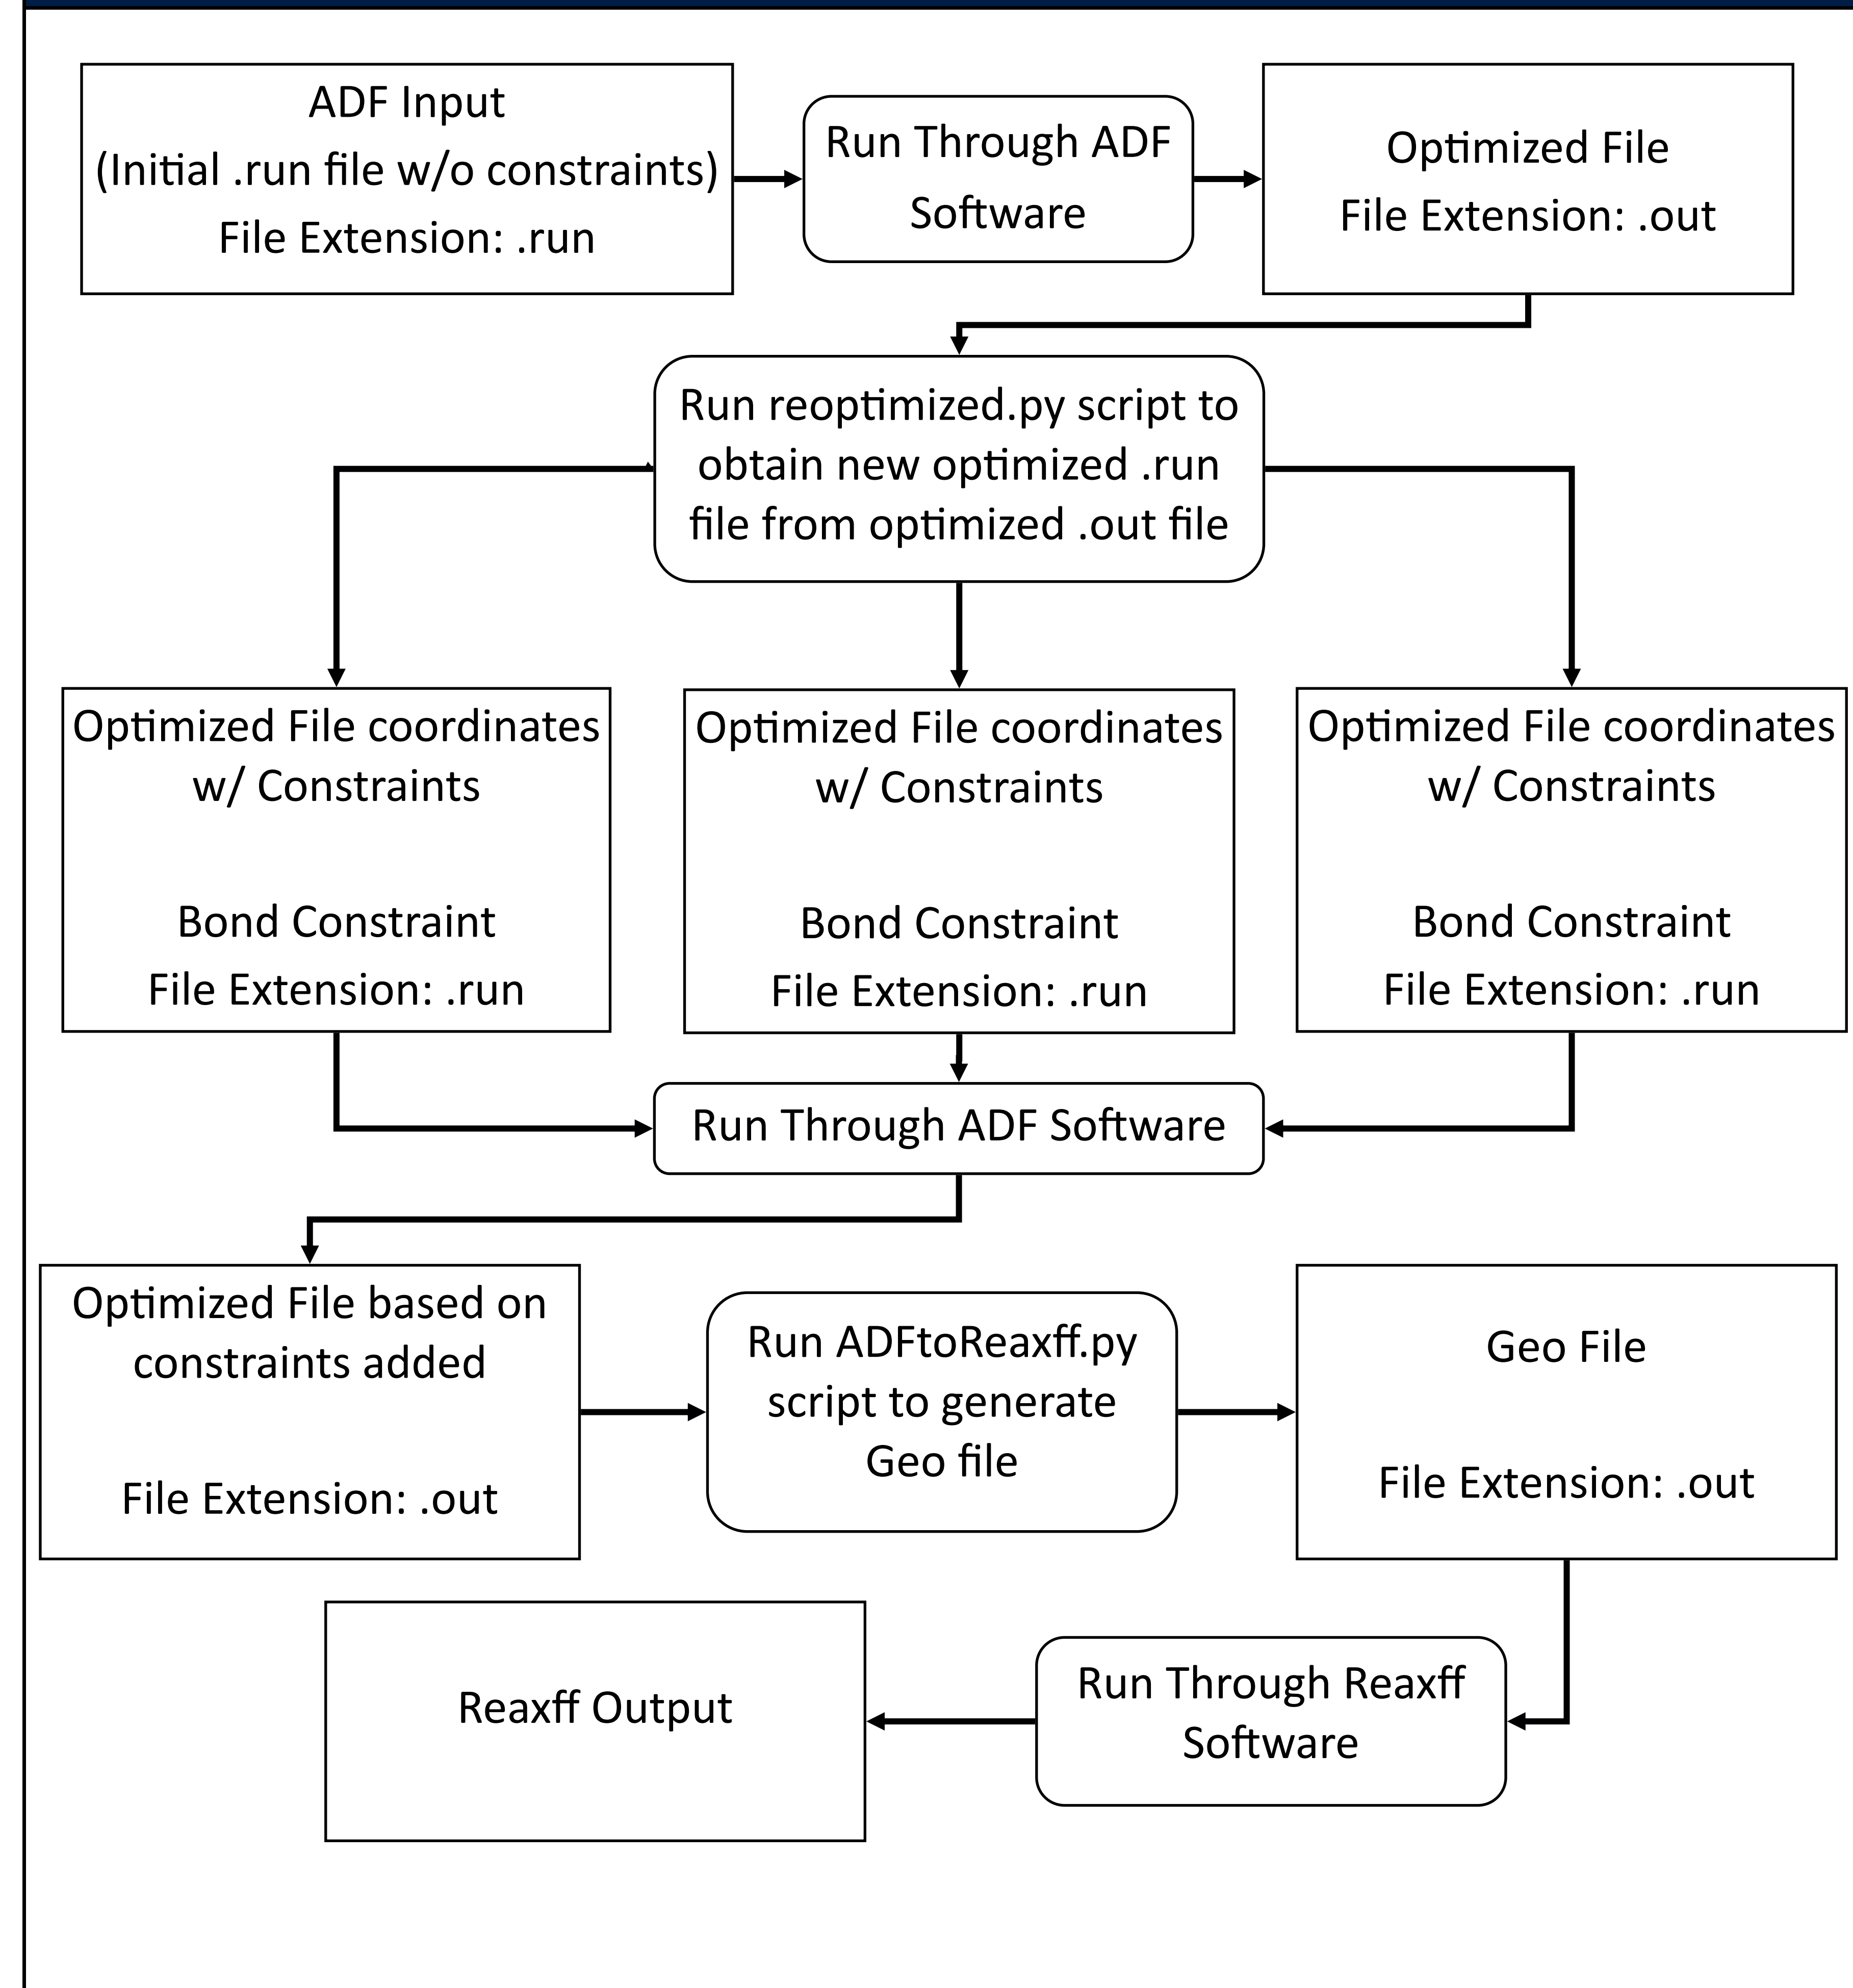 ADF Input
(Initial .run file w/o constraints)
File Extension: .run
Run Through ADF
Software
Optimized File
File Extension: .out
Run reoptimized.py script to
obtain new optimized .run
file from optimized .out file
Optimized File coordinates
w/ Constraints
Bond Constraint
File Extension: .run
Optimized File coordinates
w/ Constraints
Bond Constraint
File Extension: .run
Optimized File coordinates
w/ Constraints
Bond Constraint
File Extension: .run
Run Through ADF Software
Optimized File based on
constraints added
File Extension: .out
Run ADFtoReaxff.py
script to generate
Geo file
Geo File
File Extension: .out
Reaxff Output
Run Through Reaxff
Software